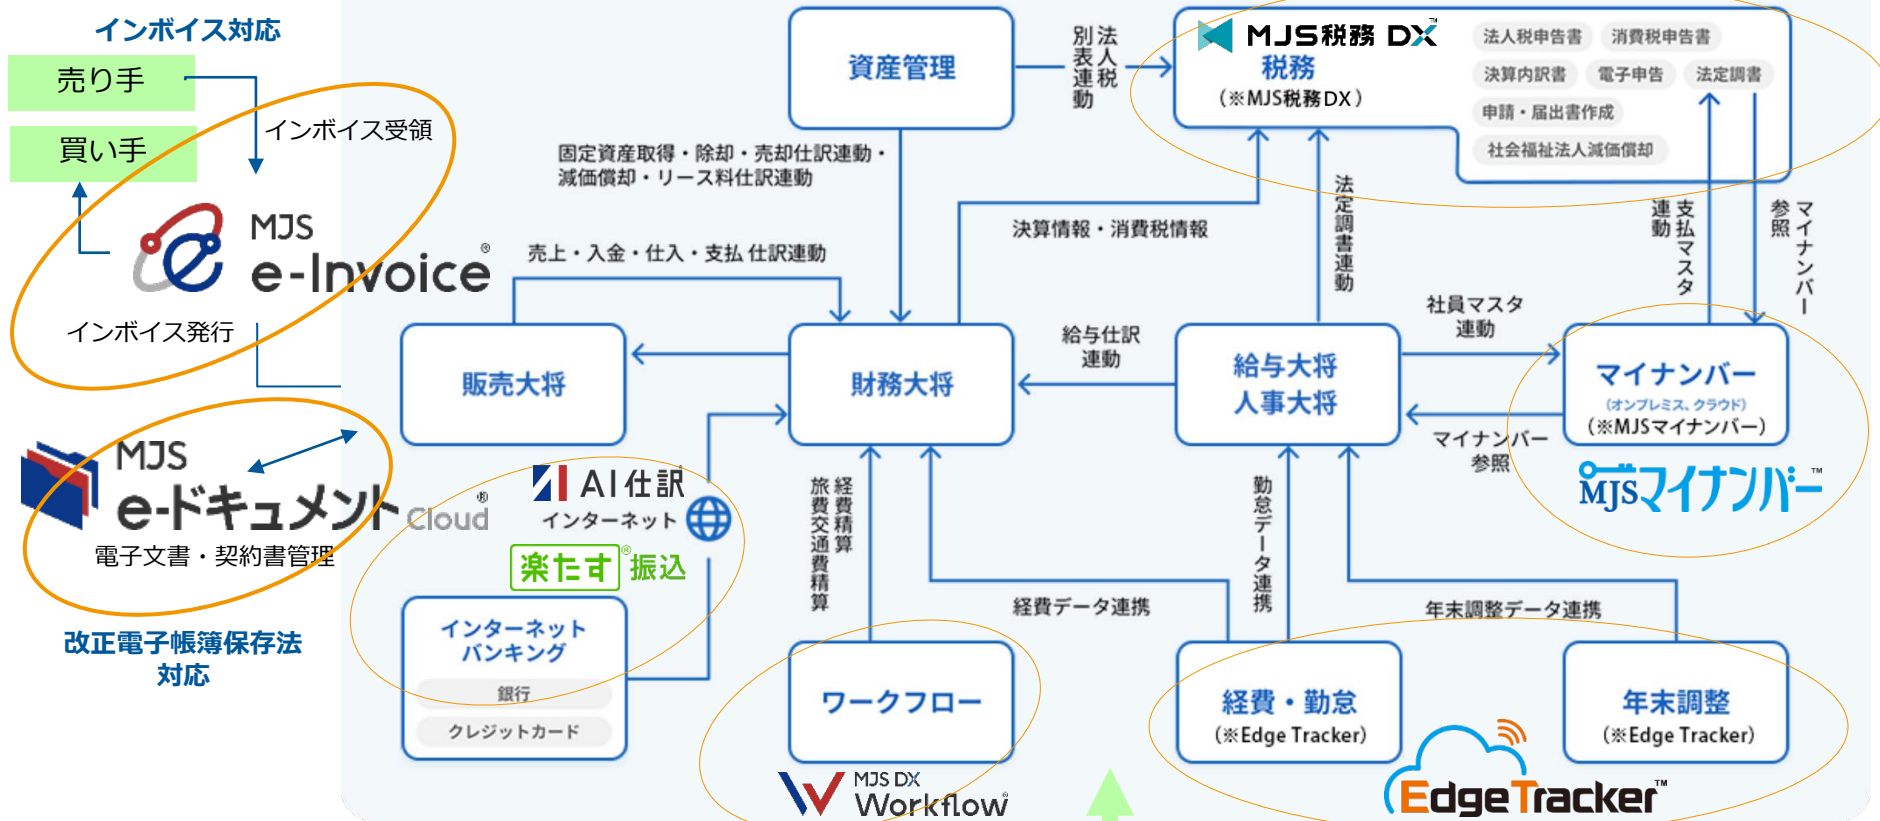 インボイス対応
売り手
買い手
インボイス受領
MJS
e-Invoice®
インボイス発行
MJS
e-ドキュメント Cloud®
電子文書・契約書管理
改正電子帳簿保存法
対応
資産管理
法人税
別表連動
MJS税務 DX™
税務
(※MJS税務DX)
法人税申告書
消費税申告書
決算内訳書
電子申告
法定調書
申請・届出書作成
社会福祉法人減価償却
固定資産取得・除却・売却仕訳連動・
減価償却・リース料仕訳連動
決算情報・消費税情報
法定調書連動
支払マスタ
連動
マイナンバー
参照
売上・入金・仕入・支払 仕訳連動
販売大将
財務大将
給与仕訳
連動
給与大将
人事大将
社員マスタ
連動
マイナンバー
参照
マイナンバー
(オンプレミス、クラウド)
(※MJSマイナンバー)
MJSマイナンバー™
AI仕訳
インターネット
楽たす®振込
経費精算
旅費交通費精算
経費データ連携
勤怠データ連携
年末調整データ連携
インターネット
バンキング
銀行
クレジットカード
ワークフロー
MJS DX
Workflow®
経費・勤怠
(※Edge Tracker)
年末調整
(※Edge Tracker)
EdgeTracker™